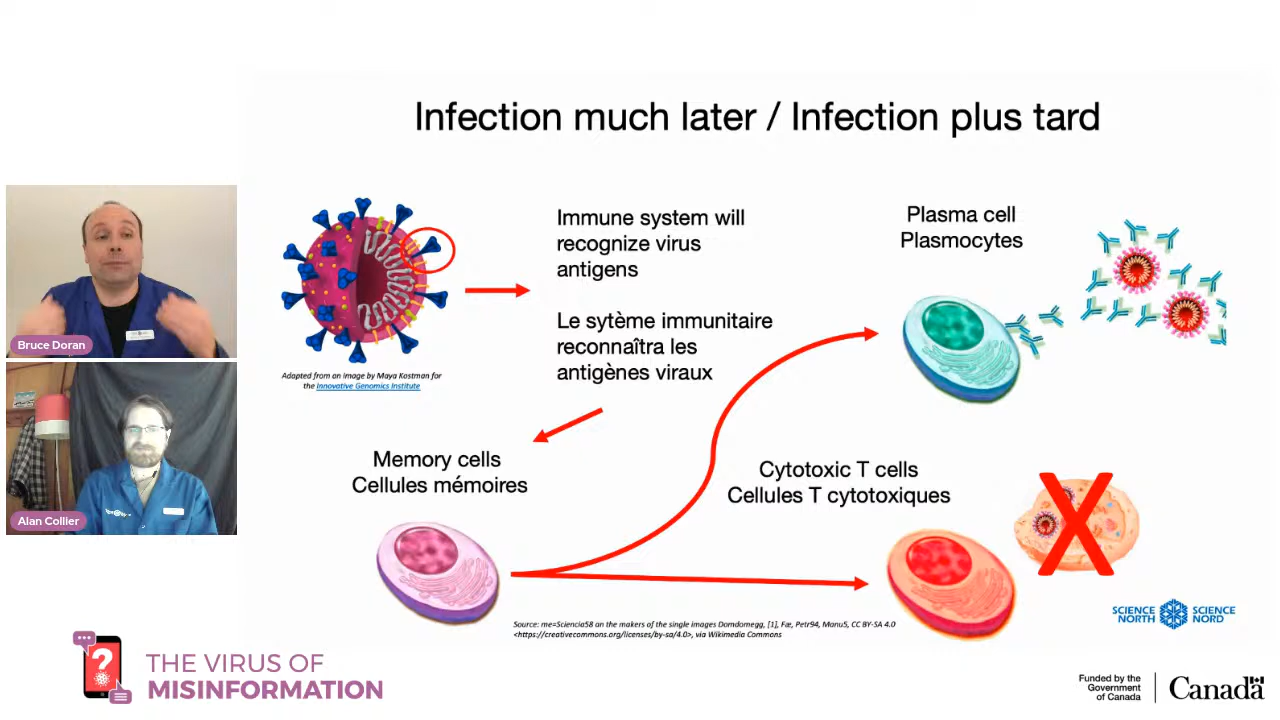 Infection much later / Infection plus tard
Immune system will
recognize virus
antigens
Le sytème immunitaire
reconnaîtra les
antigènes viraux
Plasma cell
Plasmocytes
Adapted from an image by Maya Kostman for
the Innovative Genomics Institute
Memory cells
Cellules mémoires
Cytotoxic T cells
Cellules T cytotoxiques
X
Source: me=Sciencia58 on the makers of the single images Domdomegg, [1], Fæ, Petr94, Manu5, CC BY-SA 4.0
<https://creativecommons.org/licenses/by-sa/4.0>, via Wikimedia Commons
SCIENCE
NORTH
SCIENCE
NORD
Bruce Doran
Alan Collier
?
THE VIRUS OF
MISINFORMATION
Funded by the
Government
of Canada
Canada